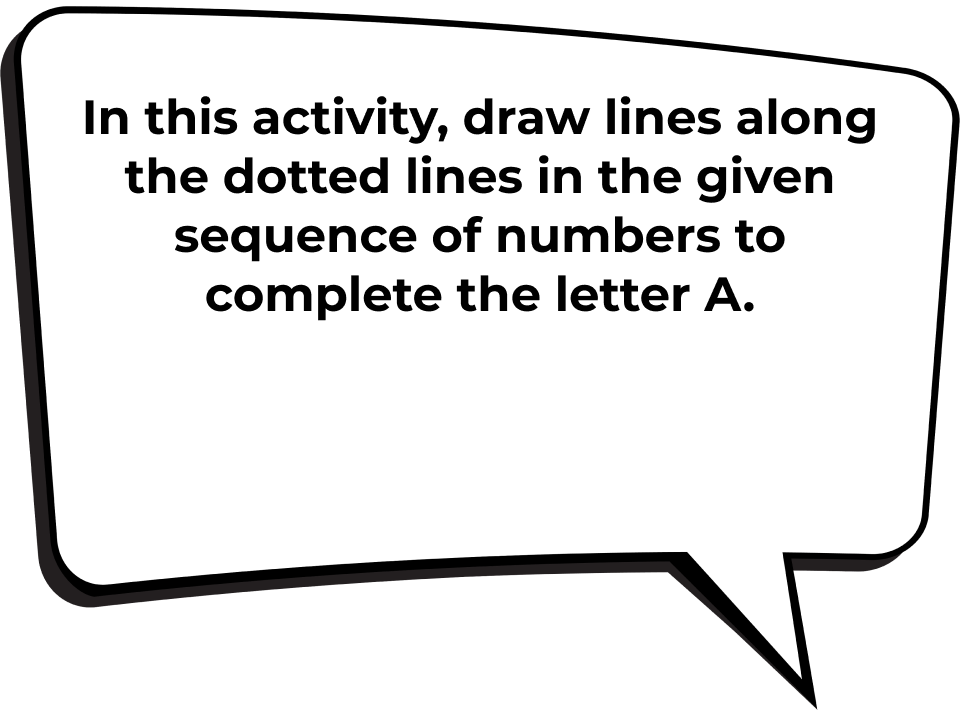 In this activity, draw lines along
the dotted lines in the given
sequence of numbers to
complete the letter A.